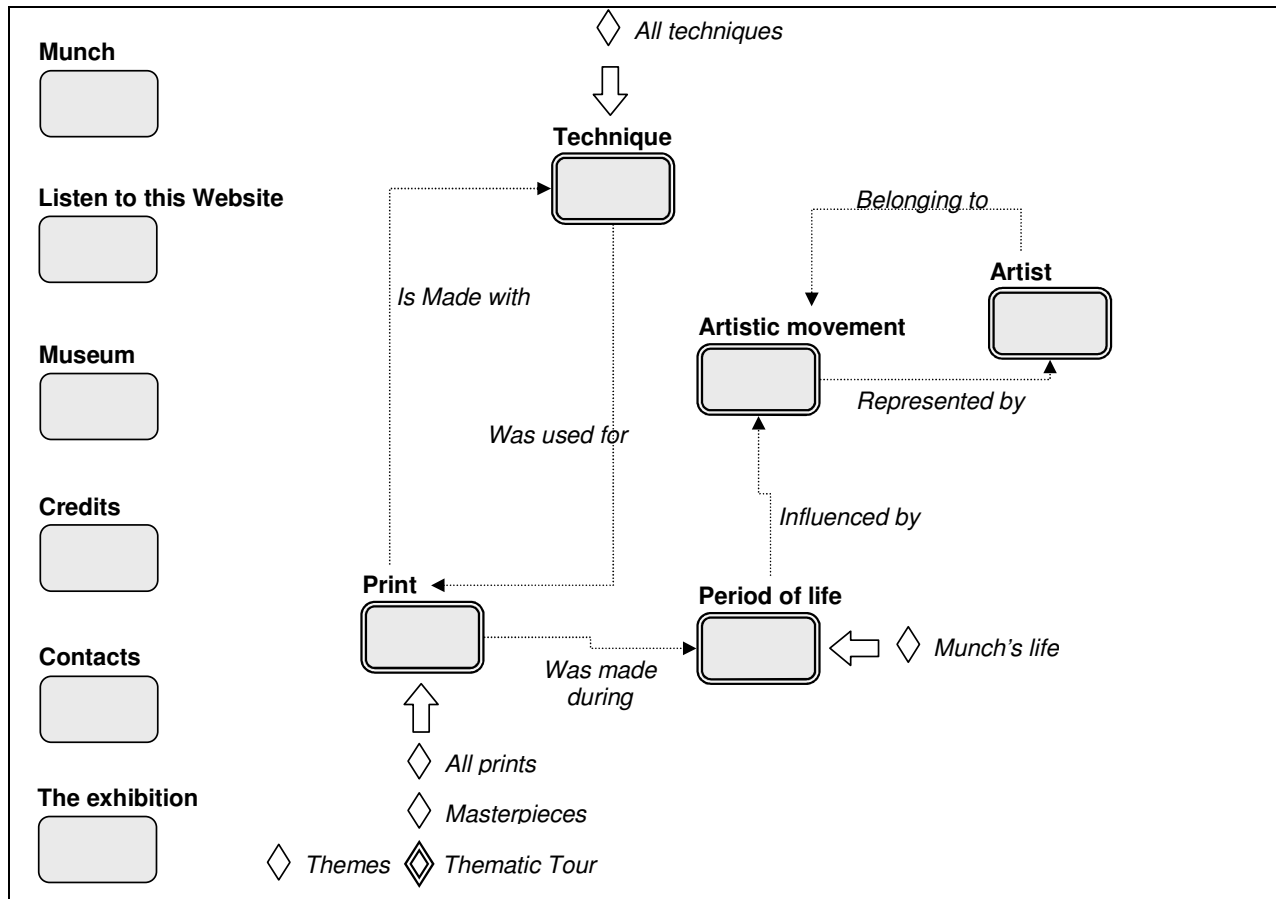 All techniques
Munch
Technique
Listen to this Website
Belonging to
Artist
Is Made with
Artistic movement
Museum
Represented by
Was used for
Credits
Influenced by
Print
Period of life
Contacts
Munch's life
Was made
during
All prints
The exhibition
Masterpieces
Themes
Thematic Tour